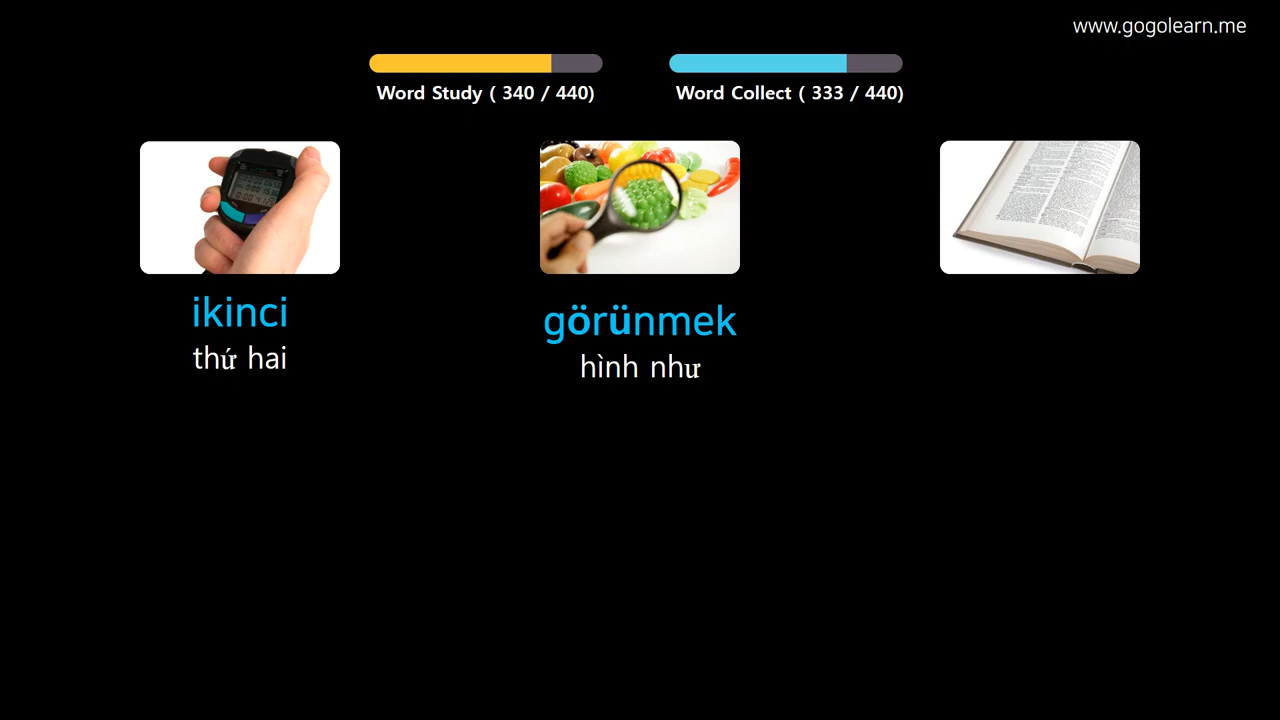 www.gogolearn.me
Word Study ( 340 / 440)
Word Collect ( 333 / 440)
ikinci
thứ hai
görünmek
hình như